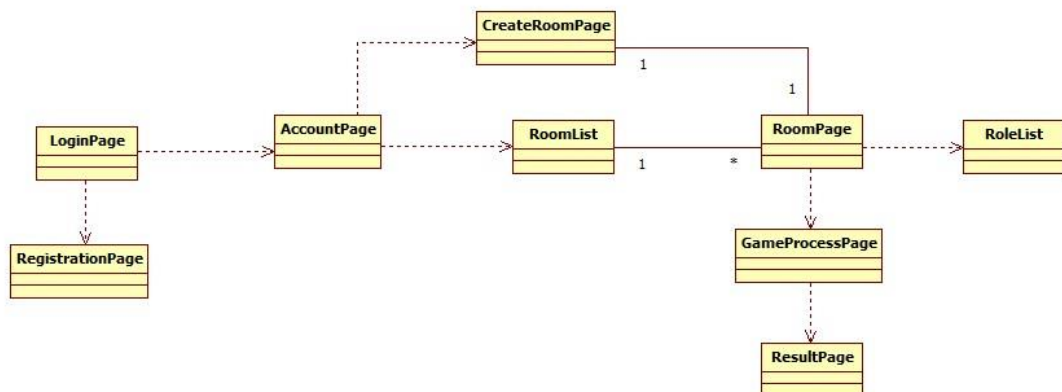 CreateRoomPage
1
1
LoginPage
AccountPage
RoomList
RoomPage
RoleList
1
*
RegistrationPage
GameProcessPage
ResultPage